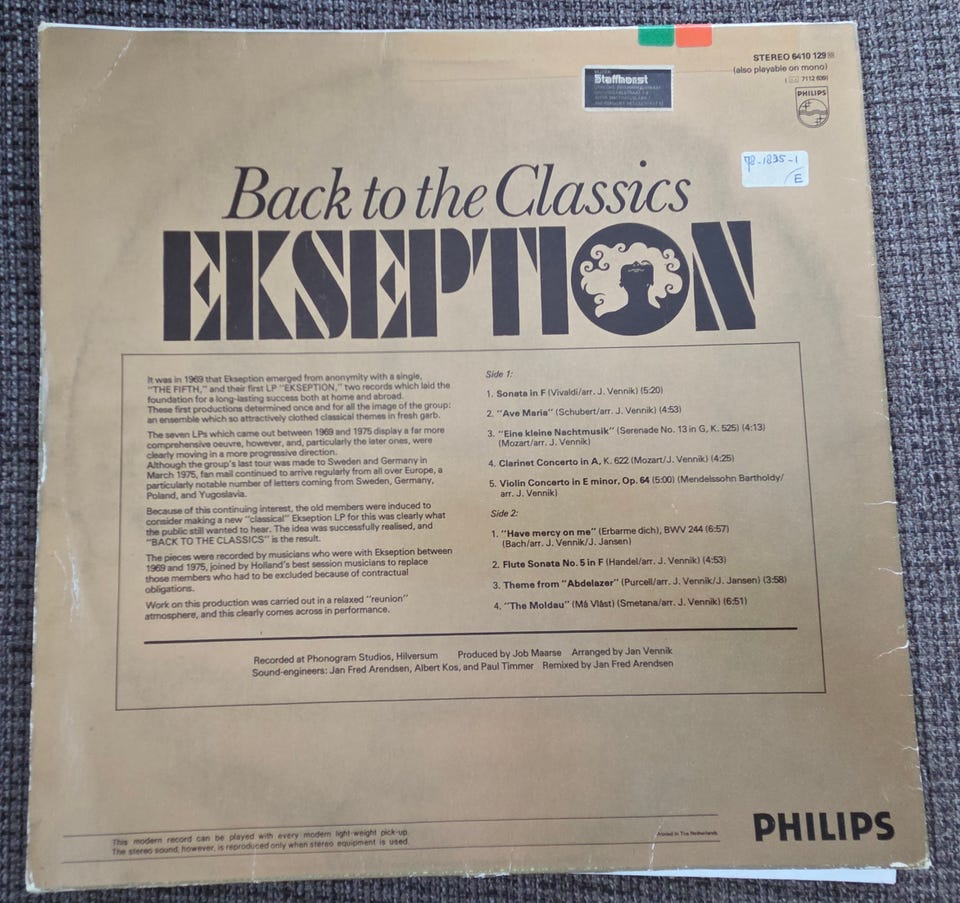 STEREO 6410 129
(also playable on mono)
7112 609)
PHILIPS
Staffhorst
78-1835-1
E
Back to the Classics
EKSEPTION
It was in 1969 that Ekseption emerged from anonymity with a single,
"THE FIFTH," and their first LP "EKSEPTION," two records which laid the
foundation for a long-lasting success both at home and abroad.
These first productions determined once and for all the image of the group:
an ensemble which so attractively clothed classical themes in fresh garb.
The seven LPs which came out between 1969 and 1975 display a far more
comprehensive oeuvre, however, and, particularly the later ones, were
clearly moving in a more progressive direction.
Although the group's last tour was made to Sweden and Germany in
March 1975, fan mail continued to arrive regularly from all over Europe, a
particularly notable number of letters coming from Sweden, Germany,
Poland, and Yugoslavia.
Because of this continuing interest, the old members were induced to
consider making a new "classical" Ekseption LP for this was clearly what
the public still wanted to hear. The idea was successfully realised, and
"BACK TO THE CLASSICS" is the result.
The pieces were recorded by musicians who were with Ekseption between
1969 and 1975, joined by Holland's best session musicians to replace
those members who had to be excluded because of contractual
obligations.
Work on this production was carried out in a relaxed "reunion"
atmosphere, and this clearly comes across in performance.
Side 1:
1. Sonata in F (Vivaldi/arr. J. Vennik) (5:20)
2. "Ave Maria" (Schubert/arr. J. Vennik) (4:53)
3. "Eine kleine Nachtmusik" (Serenade No. 13 in G, K. 525) (4:13)
(Mozart/arr. J. Vennik)
4. Clarinet Concerto in A, K. 622 (Mozart/J. Vennik) (4:25)
5. Violin Concerto in E minor, Op. 64 (5:00) (Mendelssohn Bartholdy/
arr. J. Vennik)
Side 2:
1. "Have mercy on me" (Erbarme dich), BWV 244 (6:57)
(Bach/arr. J. Vennik/J. Jansen)
2. Flute Sonata No. 5 in F (Handel/arr. J. Vennik) (4:53)
3. Theme from "Abdelazer" (Purcell/arr. J. Vennik/J. Jansen) (3:58)
4. "The Moldau" (Má Vlást) (Smetana/arr. J. Vennik) (6:51)
Recorded at Phonogram Studios, Hilversum Produced by Job Maarse Arranged by Jan Vennik
Sound-engineers: Jan Fred Arendsen, Albert Kos, and Paul Timmer Remixed by Jan Fred Arendsen
This modern record can be played with every modern light-weight pick-up.
The stereo sound, however, is reproduced only when stereo equipment is used.
Printed in The Netherlands
PHILIPS